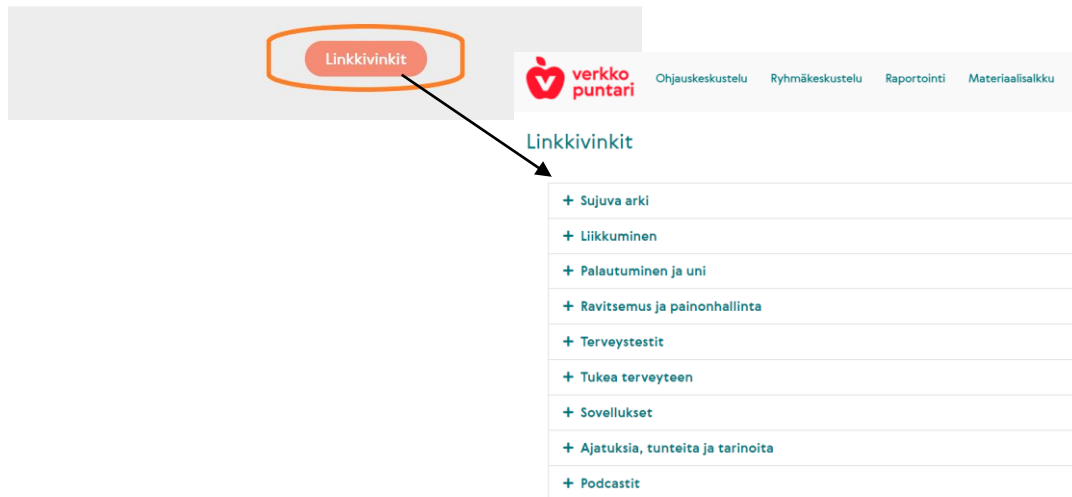 Linkkivinkit
verkko
puntari
Ohjauskeskustelu Ryhmäkeskustelu Raportointi Materiaalisalkku
Linkkivinkit
+ Sujuva arki
+ Liikkuminen
+ Palautuminen ja uni
+ Ravitsemus ja painonhallinta
+ Terveystestit
+ Tukea terveyteen
+ Sovellukset
+ Ajatuksia, tunteita ja tarinoita
+ Podcastit